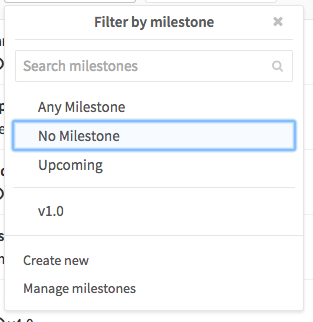 Filter by milestone
Search milestones
Any Milestone
No Milestone
Upcoming
v1.0
Create new
Manage milestones